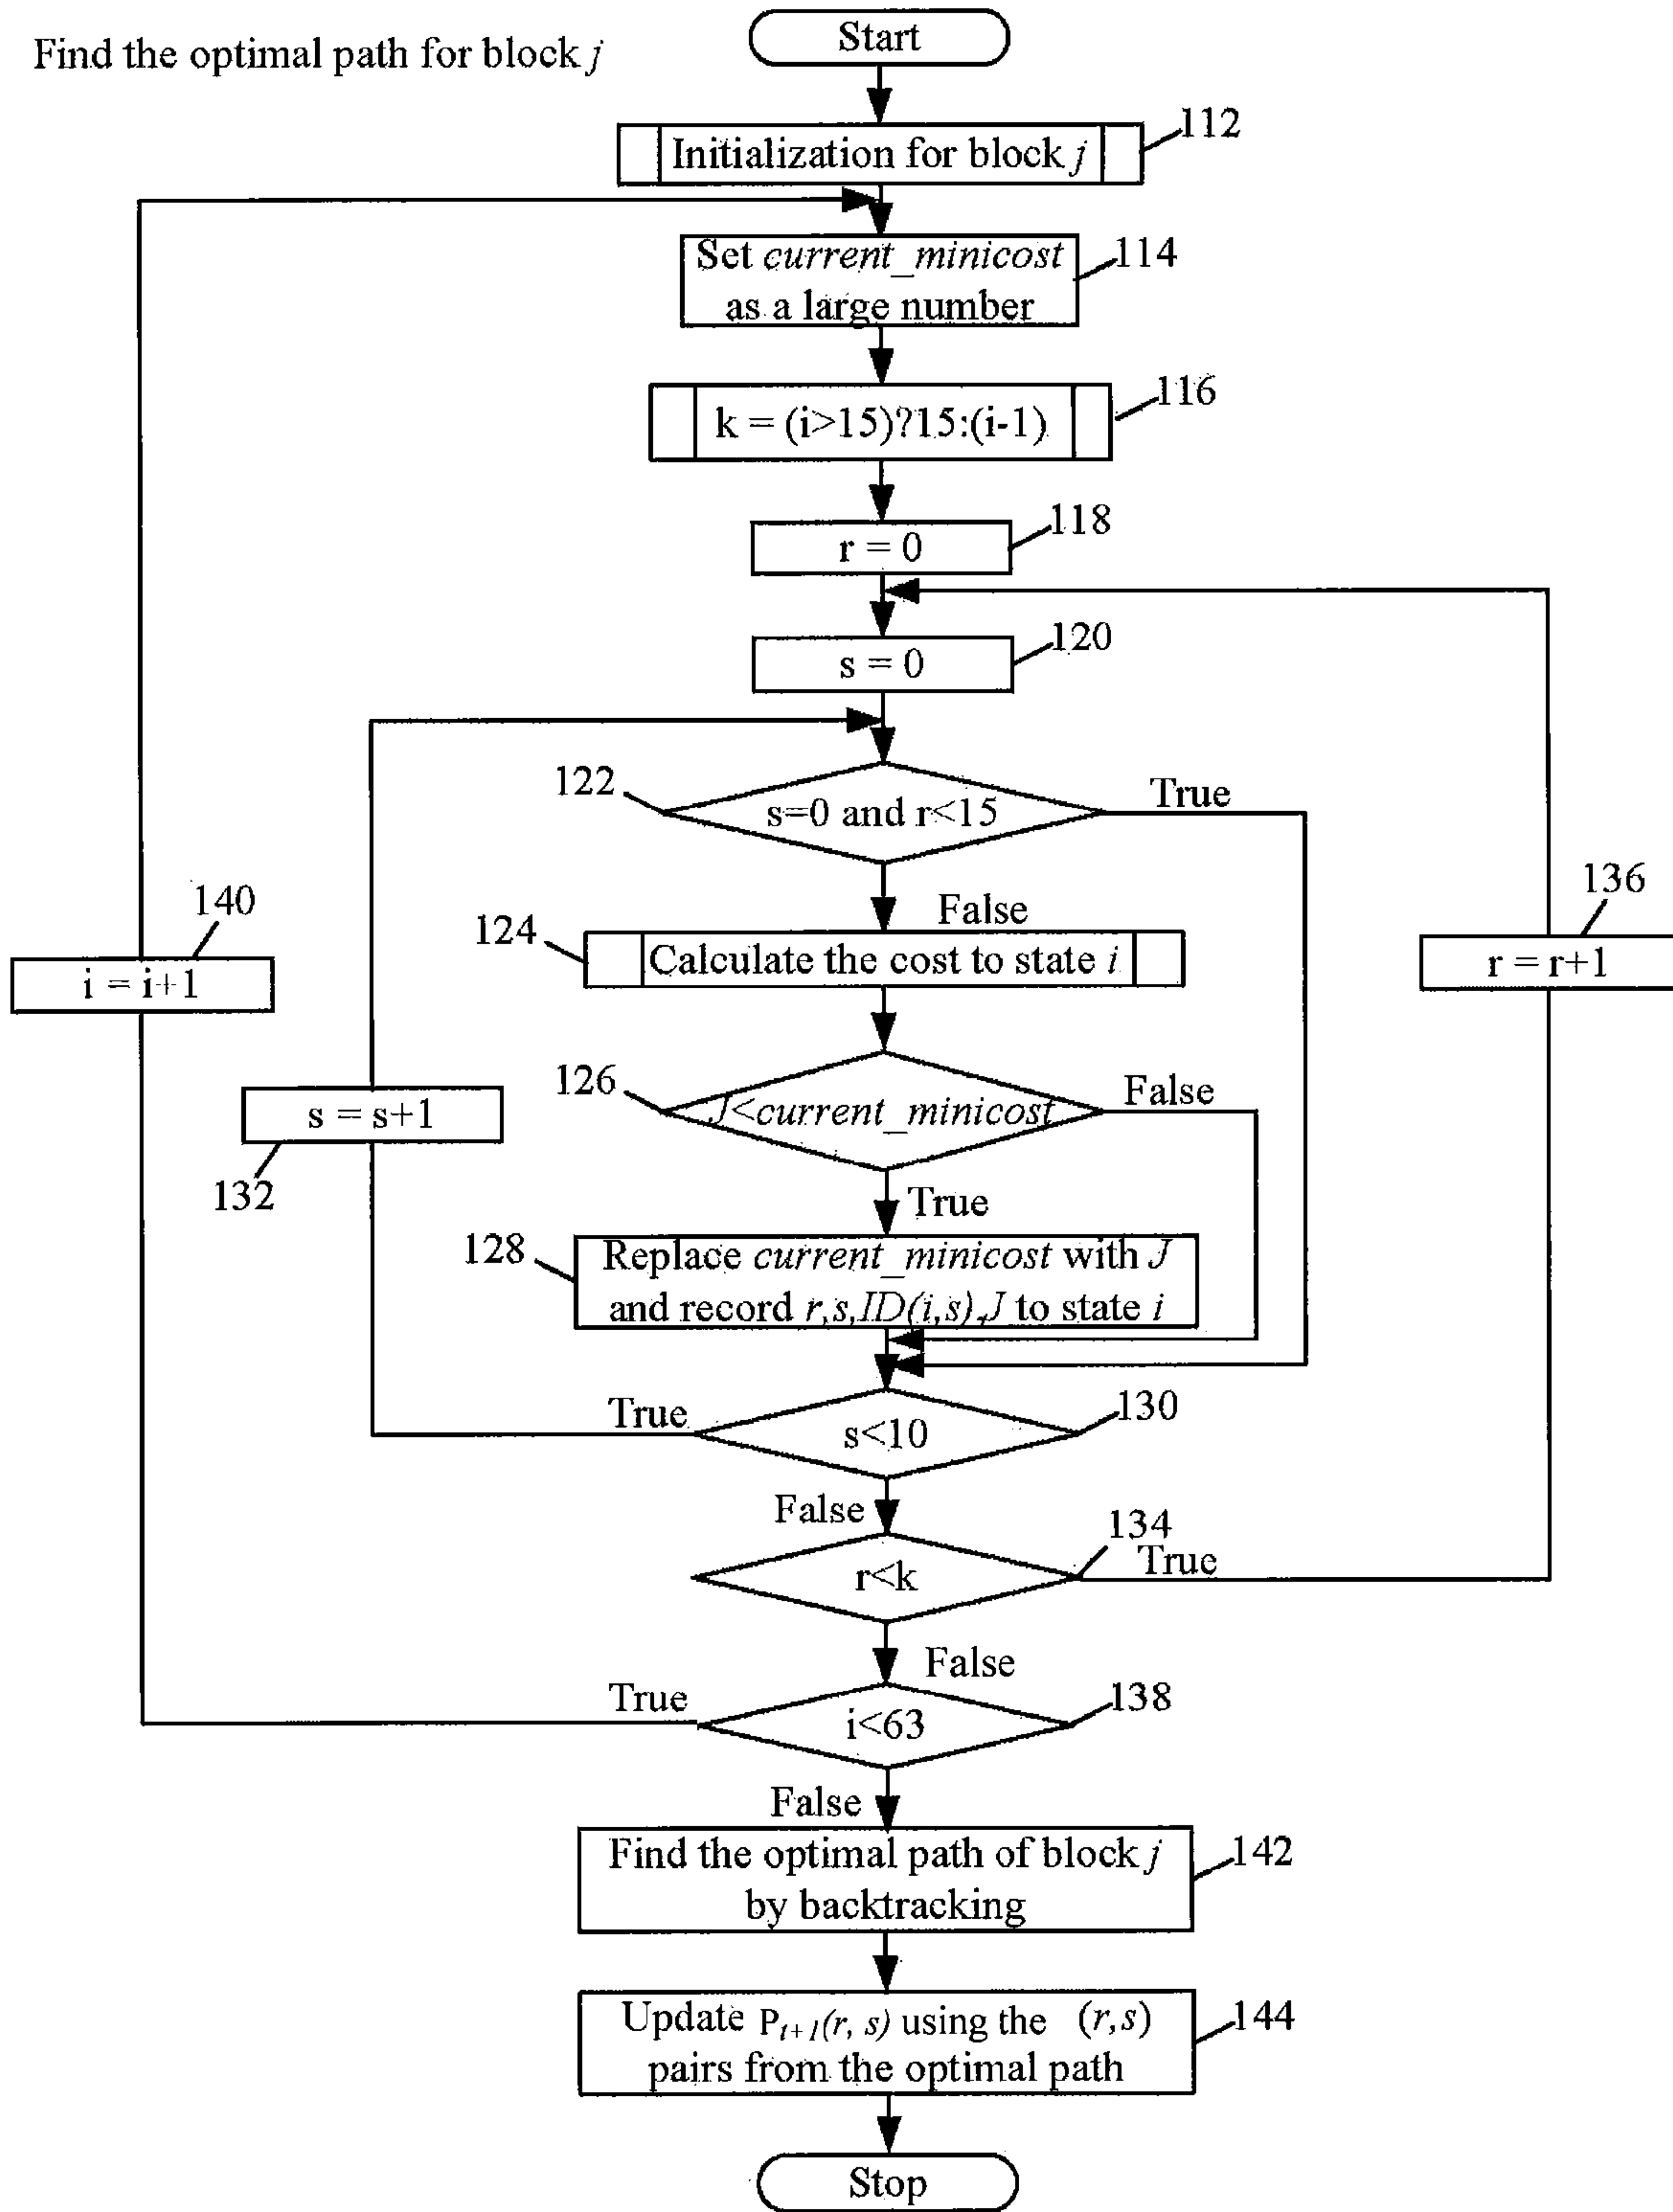 Start
Find the optimal path for block j
112
Initialization for block j
Set current_minicost
as a large number
114
116
k = (i>15)?15:(i-1)
118
r = 0
120
s = 0
122
s=0 and r<15
True
140
136
False
124
Calculate the cost to state i
i = i+1
r = r+1
126
J<current_minicost
False
s = s+1
132
True
128
Replace current_minicost with J
and record r,s,ID(i,s),J to state i
True
s<10
130
False
134
r<k
True
False
True
i<63
138
False
Find the optimal path of block j
by backtracking
142
Update Pt+1(r, s) using the (r,s)
pairs from the optimal path
144
Stop